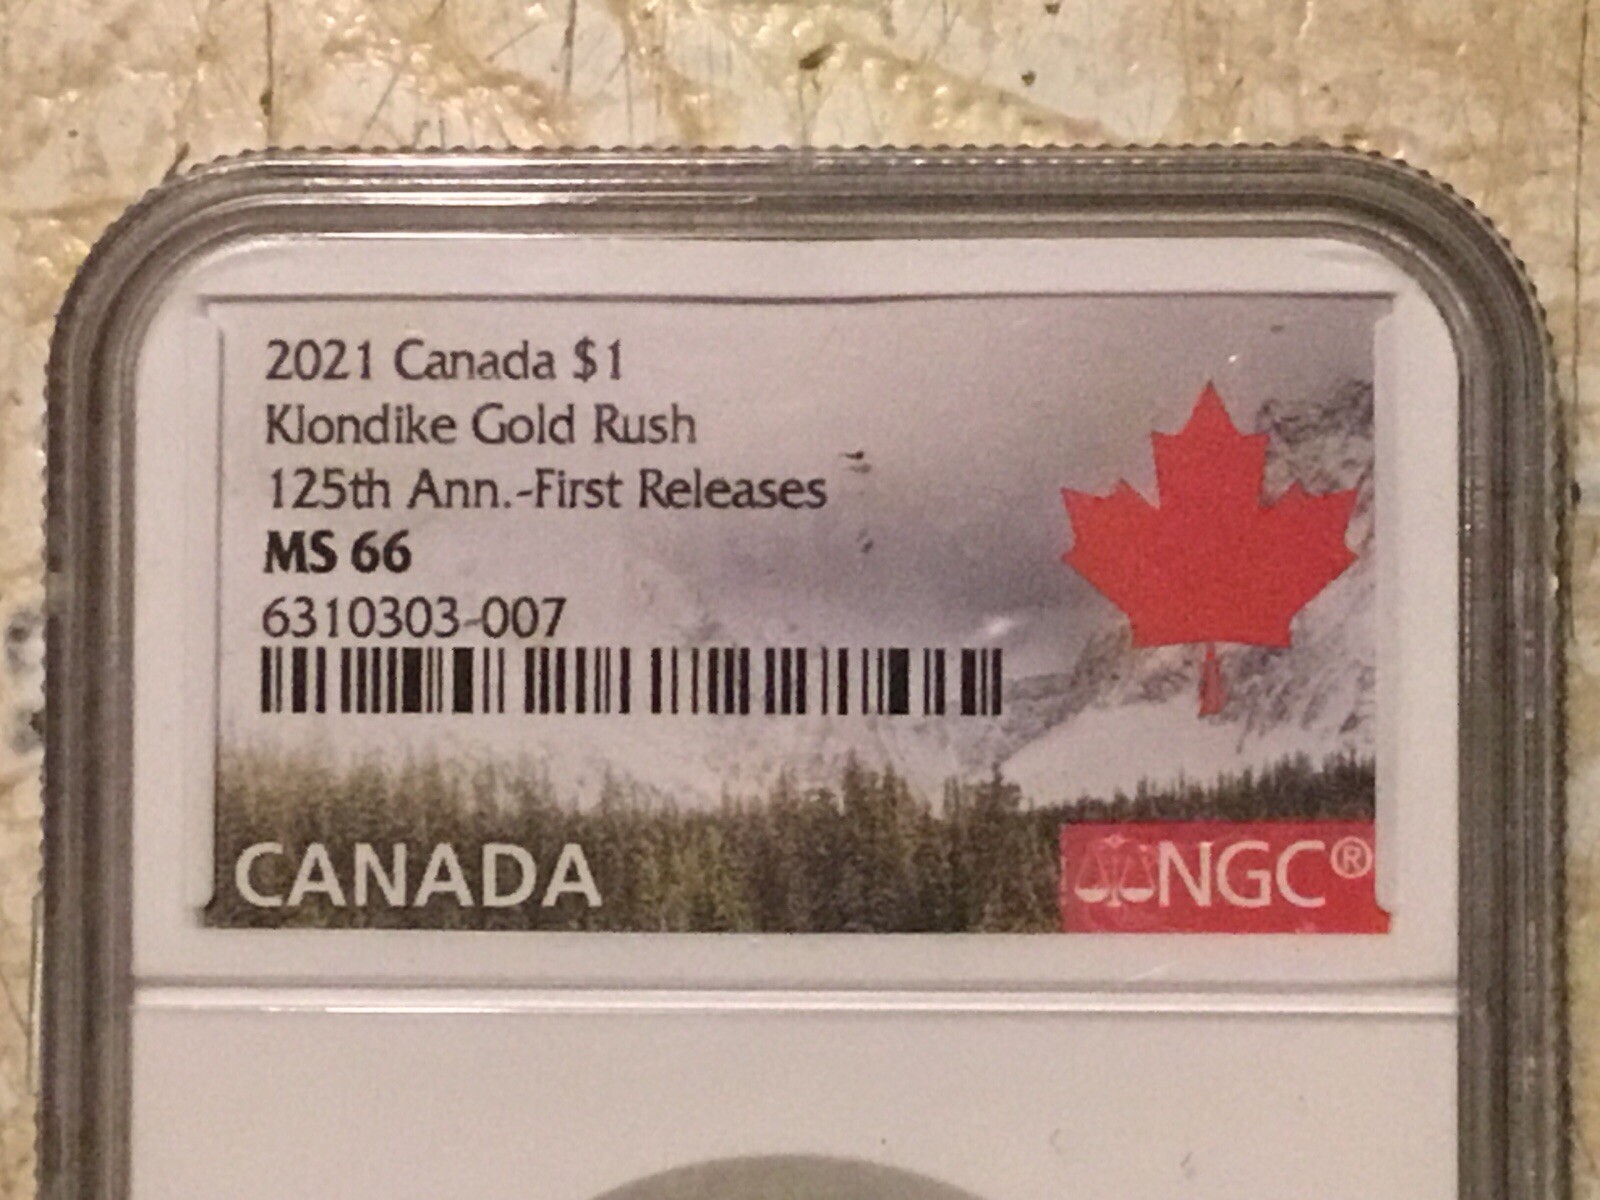 2021 Canada $1
Klondike Gold Rush
125th Ann.-First Releases
MS 66
6310303-007
CANADA
NGC®